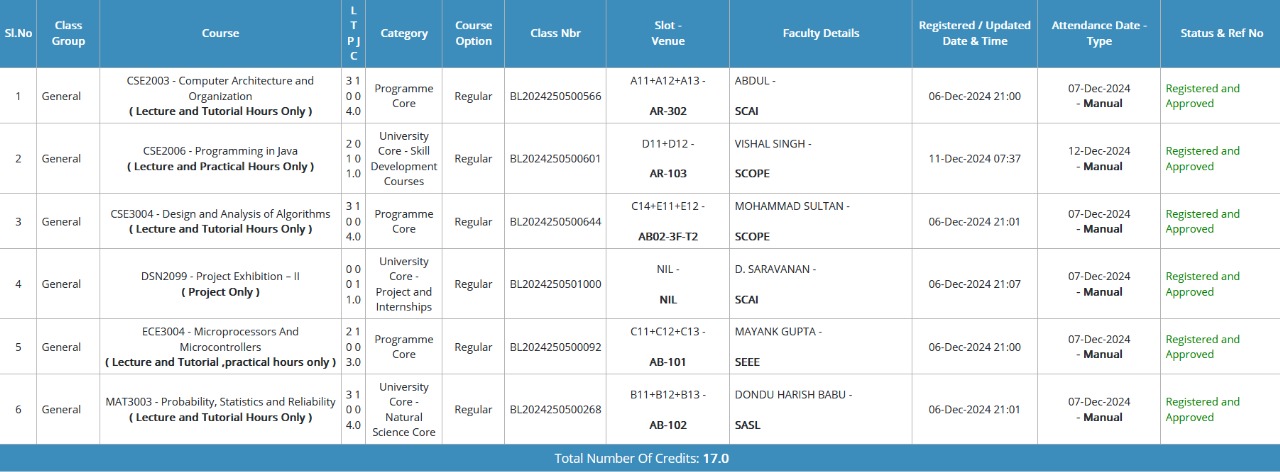 Sl.No
Class
Group
Course
L
T
P J
C
Category
Course
Option
Class Nbr
Slot -
Venue
Faculty Details
Registered / Updated
Date & Time
Attendance Date -
Type
Status & Ref No
1
General
CSE2003 - Computer Architecture and
Organization
( Lecture and Tutorial Hours Only )
3 1
0 0
4.0
Programme
Core
Regular
BL2024250500566
A11+A12+A13 -
AR-302
ABDUL -
SCAI
06-Dec-2024 21:00
07-Dec-2024
- Manual
Registered and
Approved
2
General
CSE2006 - Programming in Java
( Lecture and Practical Hours Only )
2 0
1 0
1.0
University
Core - Skill
Development
Courses
Regular
BL2024250500601
D11+D12 -
AR-103
VISHAL SINGH -
SCOPE
11-Dec-2024 07:37
12-Dec-2024
- Manual
Registered and
Approved
3
General
CSE3004 - Design and Analysis of Algorithms
( Lecture and Tutorial Hours Only )
3 1
0 0
4.0
Programme
Core
Regular
BL2024250500644
C14+E11+E12 -
AB02-3F-T2
MOHAMMAD SULTAN -
SCOPE
06-Dec-2024 21:01
07-Dec-2024
- Manual
Registered and
Approved
4
General
DSN2099 - Project Exhibition – II
( Project Only )
0 0
0 1
1.0
University
Core -
Project and
Internships
Regular
BL2024250501000
NIL -
NIL
D. SARAVANAN -
SCAI
06-Dec-2024 21:07
07-Dec-2024
- Manual
Registered and
Approved
5
General
ECE3004 - Microprocessors And
Microcontrollers
( Lecture and Tutorial ,practical hours only )
2 1
0 0
3.0
Programme
Core
Regular
BL2024250500092
C11+C12+C13 -
AB-101
MAYANK GUPTA -
SEEE
06-Dec-2024 21:00
07-Dec-2024
- Manual
Registered and
Approved
6
General
MAT3003 - Probability, Statistics and Reliability
( Lecture and Tutorial Hours Only )
3 1
0 0
4.0
University
Core -
Natural
Science Core
Regular
BL2024250500268
B11+B12+B13 -
AB-102
DONDU HARISH BABU -
SASL
06-Dec-2024 21:01
07-Dec-2024
- Manual
Registered and
Approved
Total Number Of Credits: 17.0